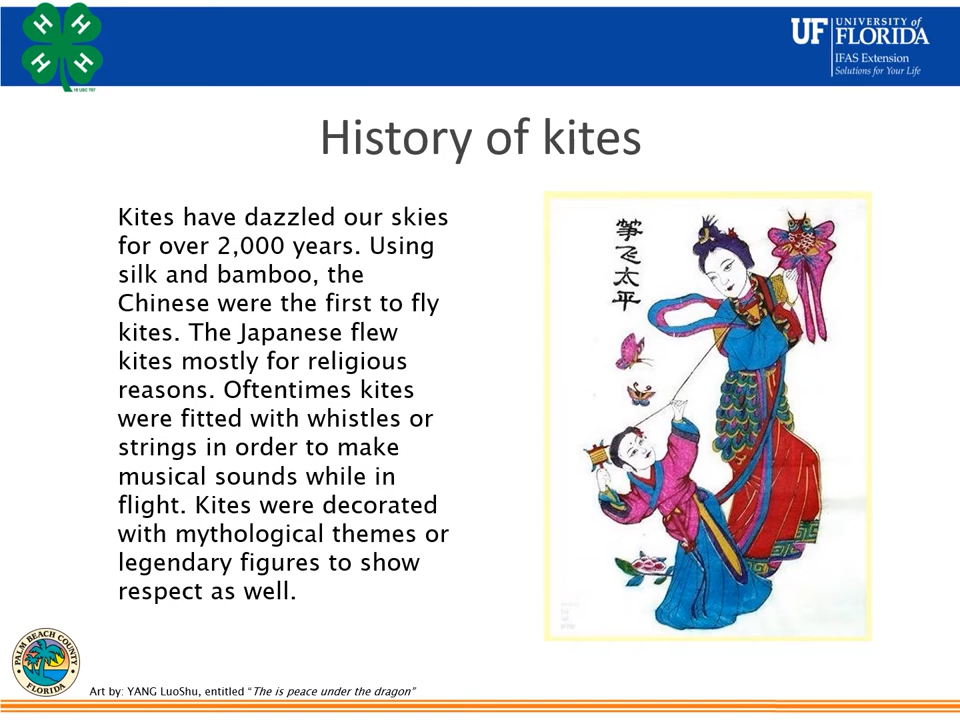 H H
H H
18 USC 707
UF UNIVERSITY of
FLORIDA
IFAS Extension
Solutions for Your Life
History of kites
Kites have dazzled our skies
for over 2,000 years. Using
silk and bamboo, the
Chinese were the first to fly
kites. The Japanese flew
kites mostly for religious
reasons. Oftentimes kites
were fitted with whistles or
strings in order to make
musical sounds while in
flight. Kites were decorated
with mythological themes or
legendary figures to show
respect as well.
筝飞太平
PALM BEACH COUNTY
FLORIDA
Art by: YANG LuoShu, entitled “The is peace under the dragon”